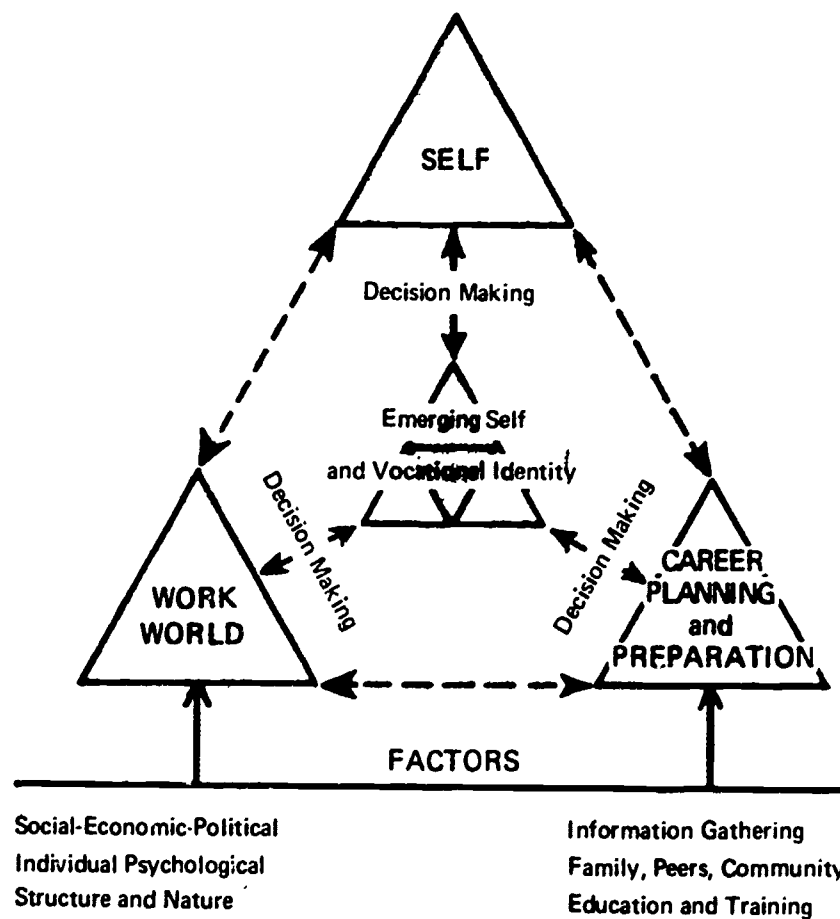 SELF
Decision Making
Emerging Self
and Vocational Identity
Decision Making
Decision Making
WORK
WORLD
CAREER
PLANNING
and
PREPARATION
FACTORS
Social-Economic-Political
Individual Psychological
Structure and Nature
Information Gathering
Family, Peers, Community
Education and Training